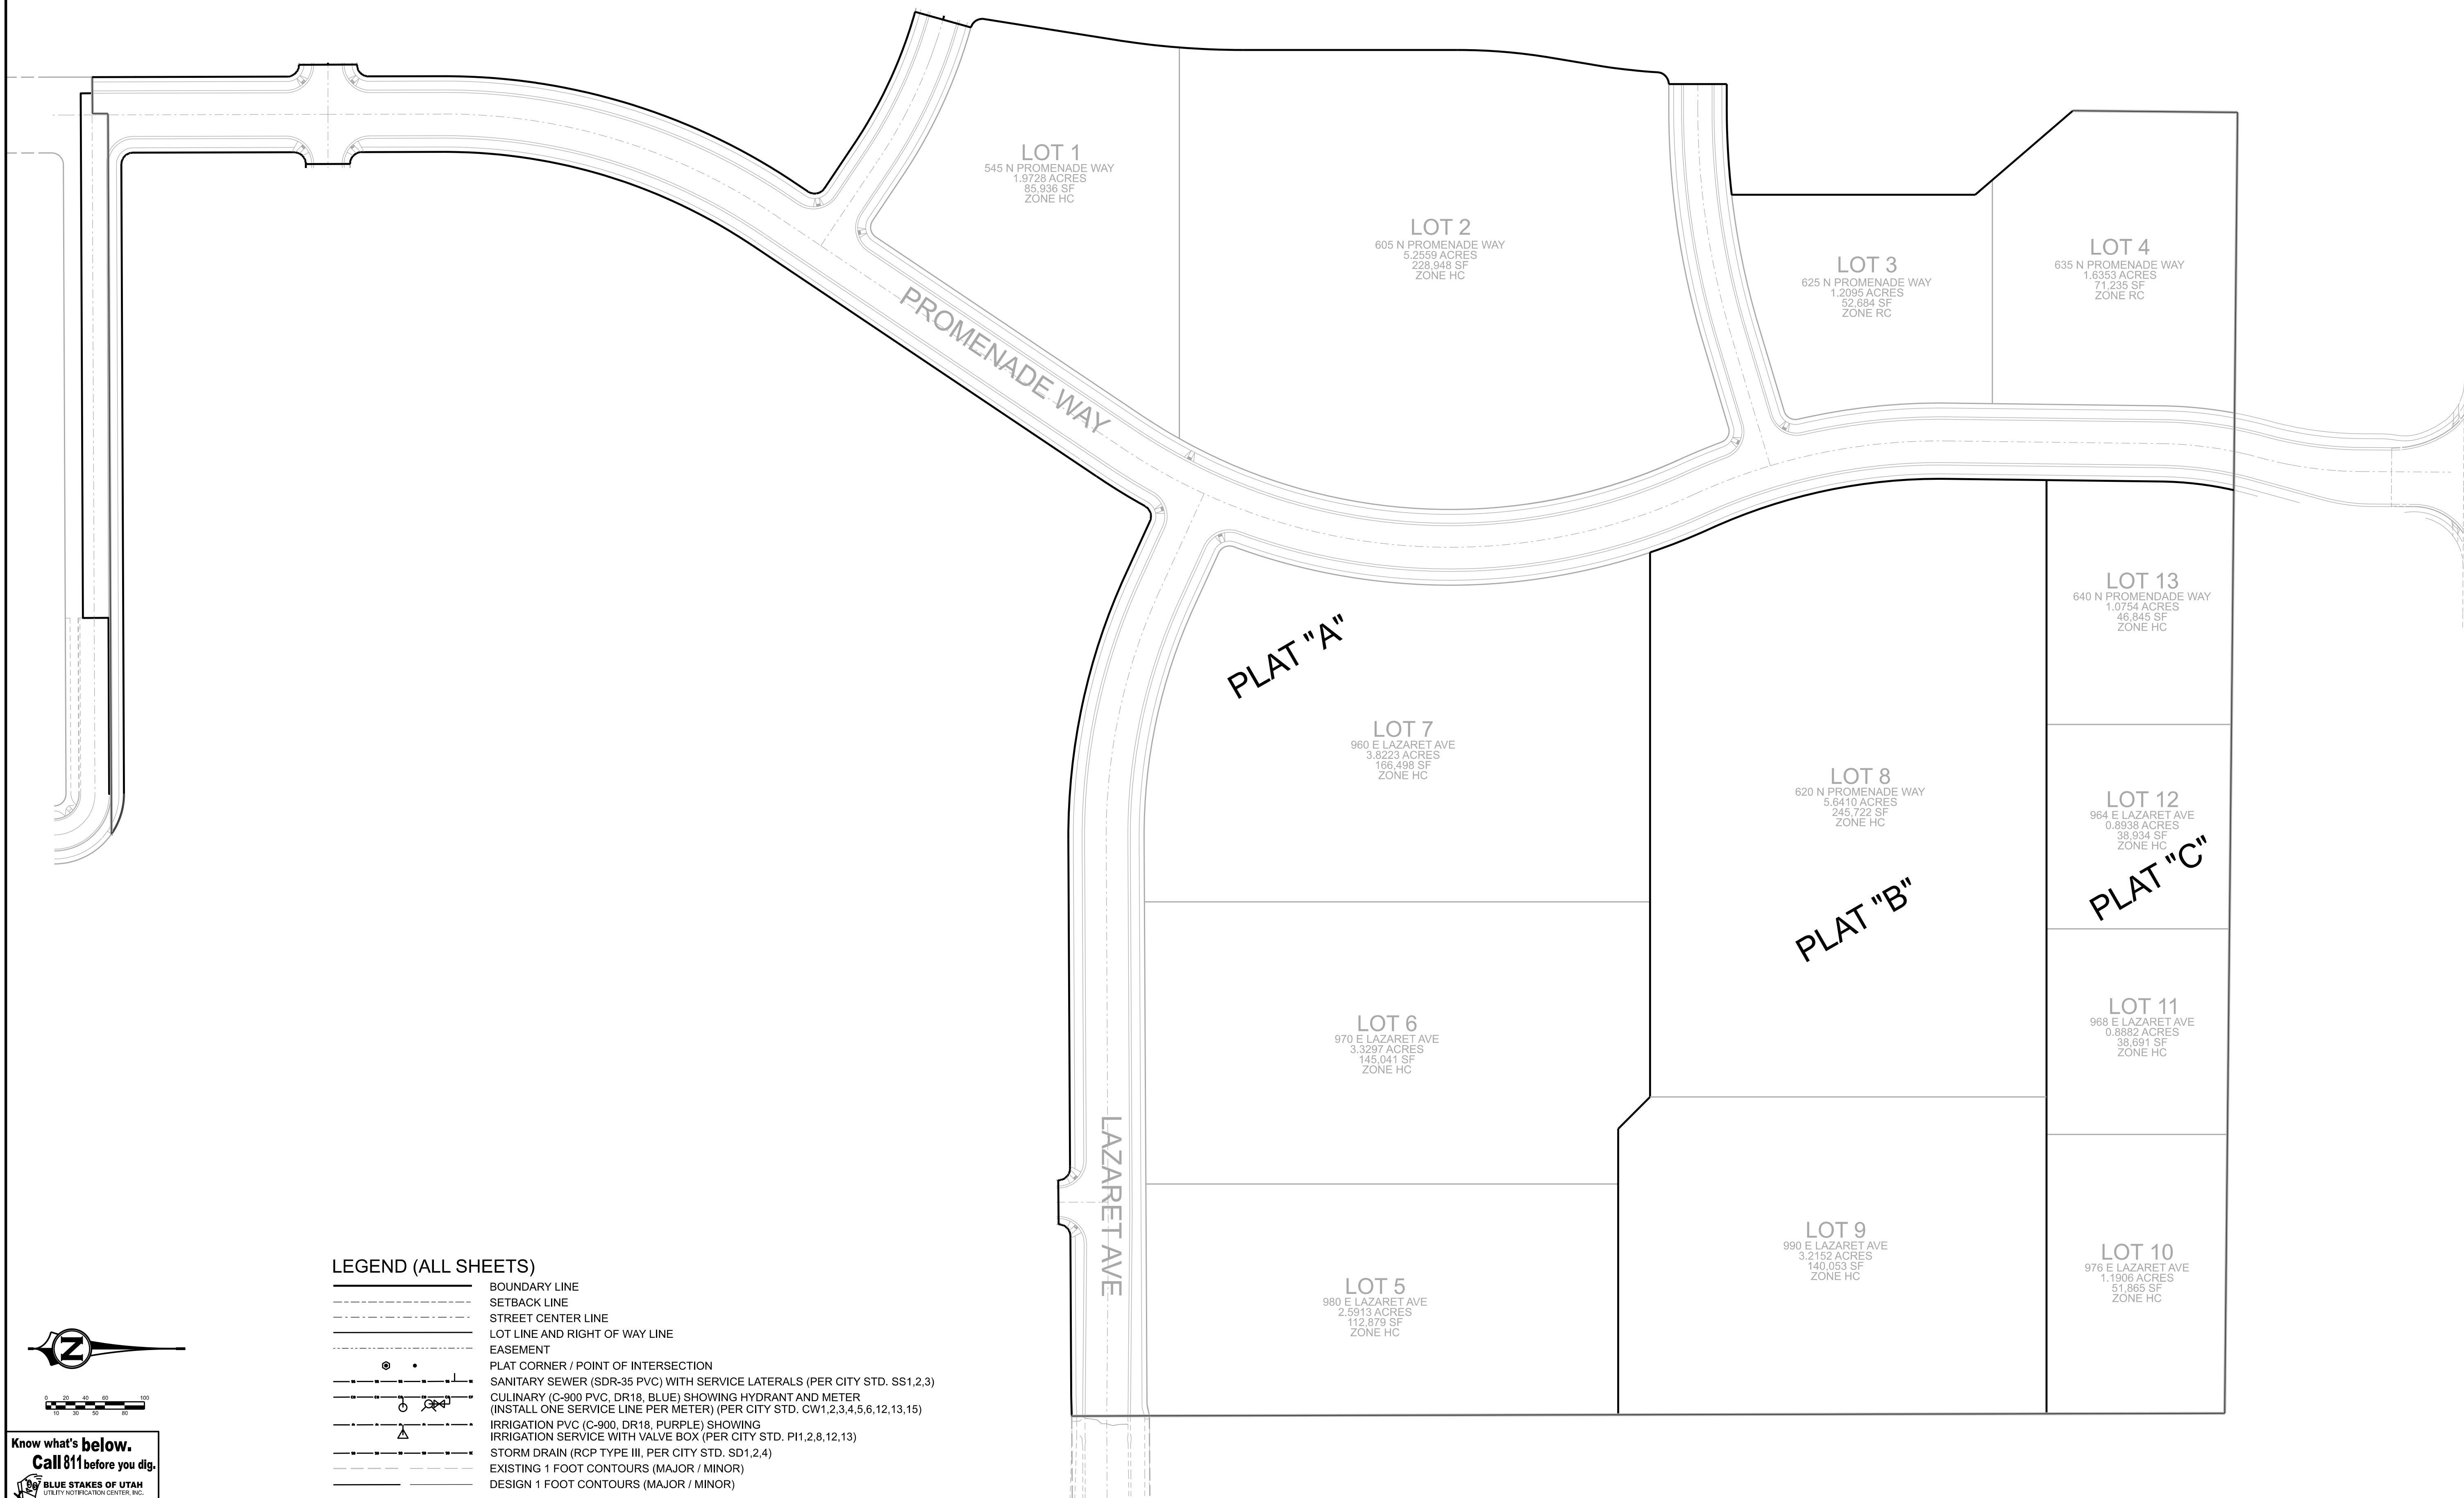 LOT 1
545 N PROMENADE WAY
1.9728 ACRES
85,936 SF
ZONE HC
LOT 2
605 N PROMENADE WAY
5.2559 ACRES
228,948 SF
ZONE HC
LOT 3
625 N PROMENADE WAY
1.2095 ACRES
52,684 SF
ZONE RC
LOT 4
635 N PROMENADE WAY
1.6353 ACRES
71,235 SF
ZONE RC
PROMENADE WAY
LOT 13
640 N PROMENDADE WAY
1.0754 ACRES
46,845 SF
ZONE HC
PLAT "A"
LOT 7
960 E LAZARET AVE
3.8223 ACRES
166,498 SF
ZONE HC
LOT 8
620 N PROMENADE WAY
5.6410 ACRES
245,722 SF
ZONE HC
LOT 12
964 E LAZARET AVE
0.8938 ACRES
38,934 SF
ZONE HC
PLAT "C"
PLAT "B"
LOT 6
970 E LAZARET AVE
3.3297 ACRES
145,041 SF
ZONE HC
LOT 11
968 E LAZARET AVE
0.8882 ACRES
38,691 SF
ZONE HC
LAZARET AVE
LOT 5
980 E LAZARET AVE
2.5913 ACRES
112,879 SF
ZONE HC
LOT 9
990 E LAZARET AVE
3.2152 ACRES
140,053 SF
ZONE HC
LOT 10
976 E LAZARET AVE
1.1906 ACRES
51,865 SF
ZONE HC
LEGEND (ALL SHEETS)
BOUNDARY LINE
SETBACK LINE
STREET CENTER LINE
LOT LINE AND RIGHT OF WAY LINE
EASEMENT
PLAT CORNER / POINT OF INTERSECTION
SANITARY SEWER (SDR-35 PVC) WITH SERVICE LATERALS (PER CITY STD. SS1,2,3)
CULINARY (C-900 PVC, DR18, BLUE) SHOWING HYDRANT AND METER
(INSTALL ONE SERVICE LINE PER METER) (PER CITY STD. CW1,2,3,4,5,6,12,13,15)
IRRIGATION PVC (C-900, DR18, PURPLE) SHOWING
IRRIGATION SERVICE WITH VALVE BOX (PER CITY STD. PI1,2,8,12,13)
STORM DRAIN (RCP TYPE III, PER CITY STD. SD1,2,4)
EXISTING 1 FOOT CONTOURS (MAJOR / MINOR)
DESIGN 1 FOOT CONTOURS (MAJOR / MINOR)
N
0 20 40 60 100
10 30 50 80
Know what's below.
Call 811 before you dig.
BLUE STAKES OF UTAH
UTILITY NOTIFICATION CENTER, INC.